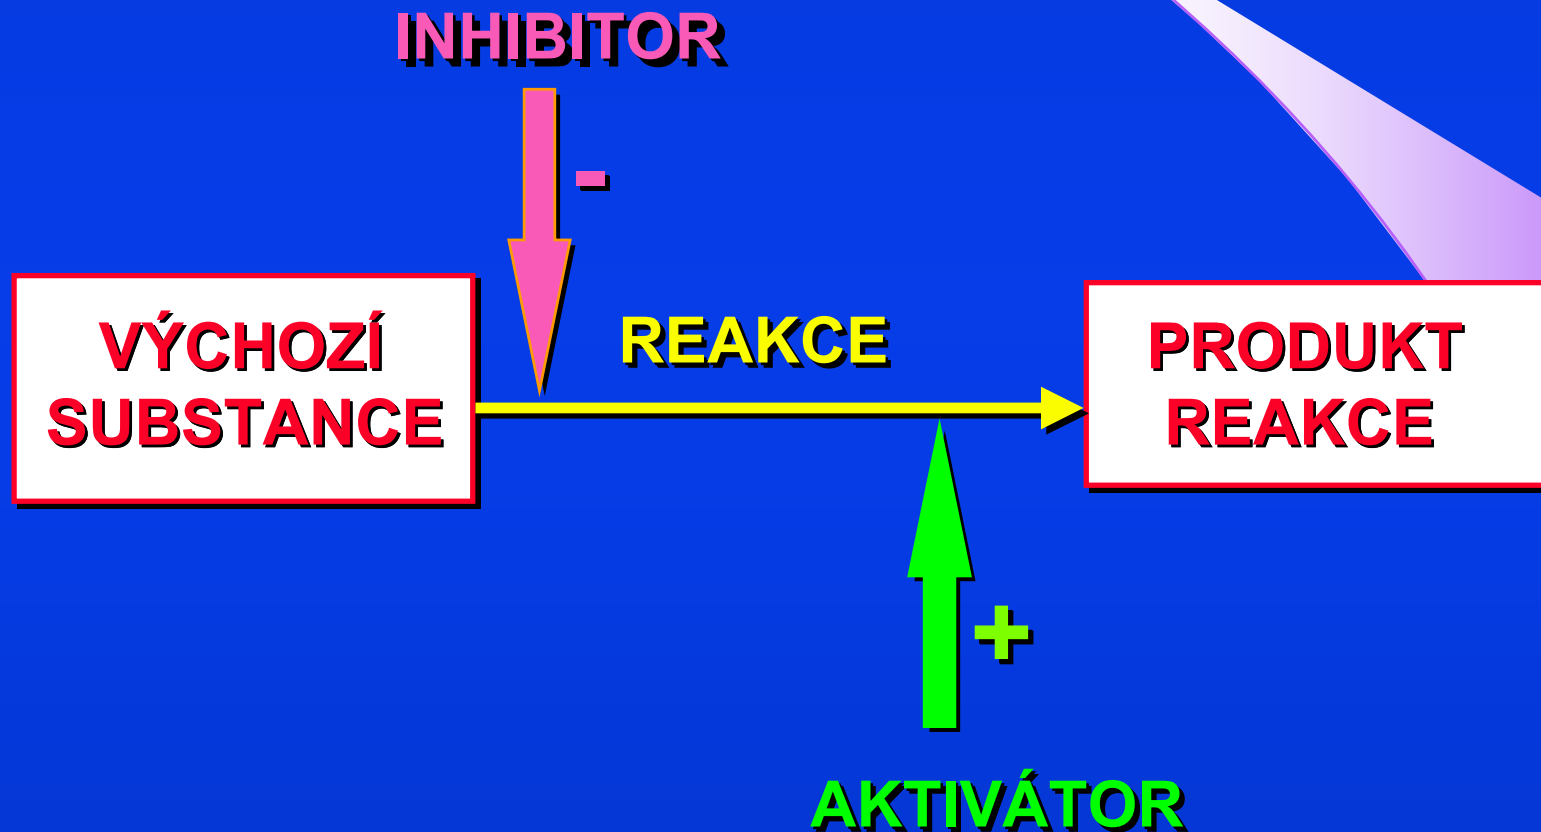 INHIBITOR
-
VÝCHOZÍ
SUBSTANCE
REAKCE
PRODUKT
REAKCE
+
AKTIVÁTOR